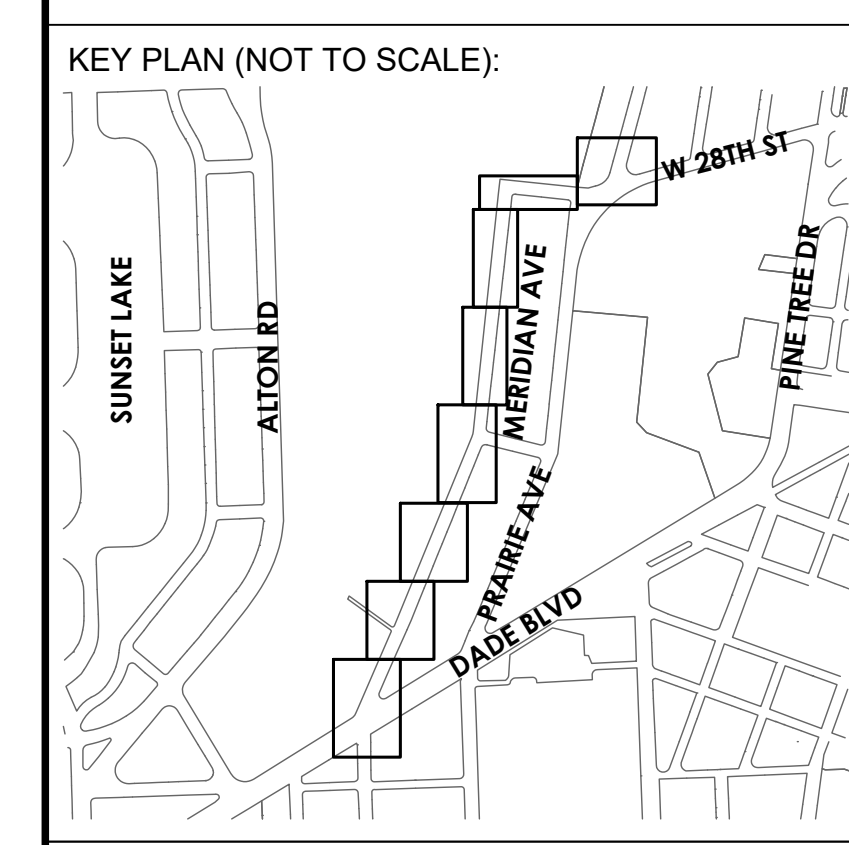 KEY PLAN (NOT TO SCALE):
W 28TH ST
SUNSET LAKE
ALTON RD
MERIDIAN AVE
PINE TREE DR
PRAIRIE AVE
DADE BLVD